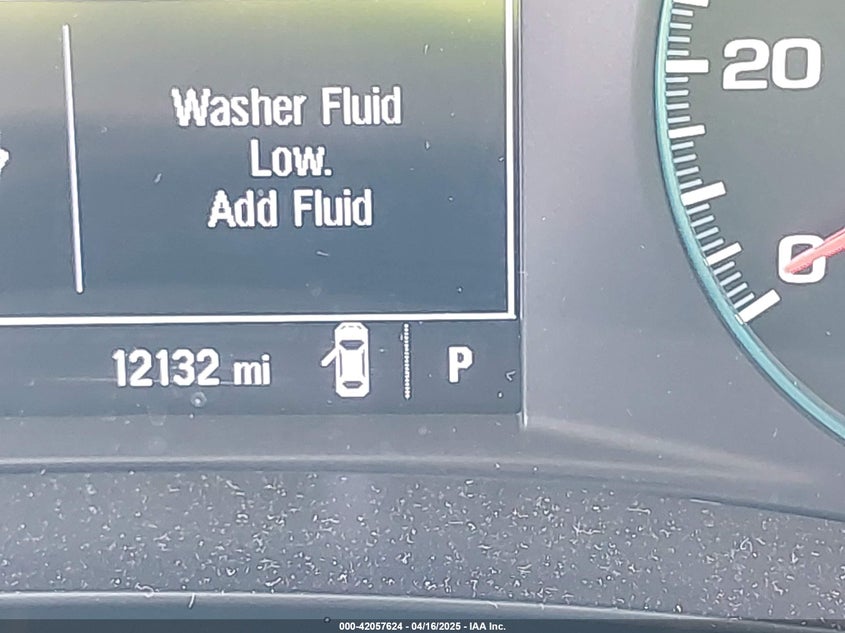 Washer Fluid
Low.
Add Fluid
20
0
12132 mi
P
000-42057624 - 04/16/2025 - IAA Inc.